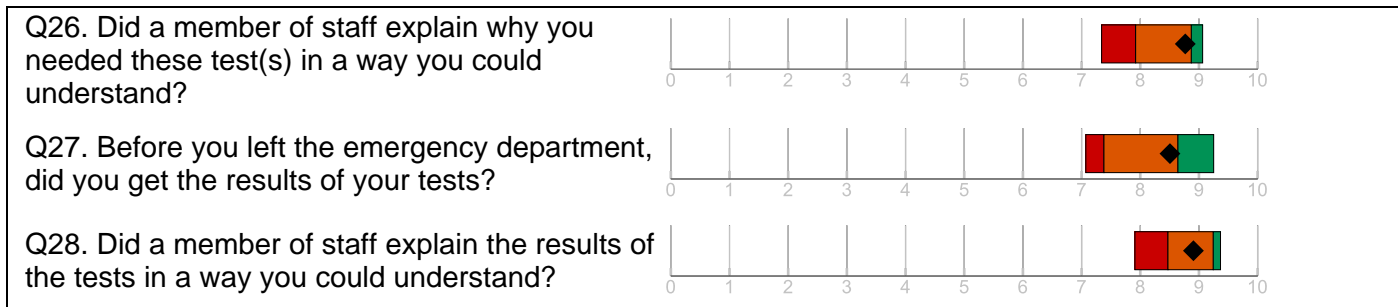 Q26. Did a member of staff explain why you
needed these test(s) in a way you could
understand?
0 1 2 3 4 5 6 7 8 9 10
Q27. Before you left the emergency department,
did you get the results of your tests?
0 1 2 3 4 5 6 7 8 9 10
Q28. Did a member of staff explain the results of
the tests in a way you could understand?
0 1 2 3 4 5 6 7 8 9 10